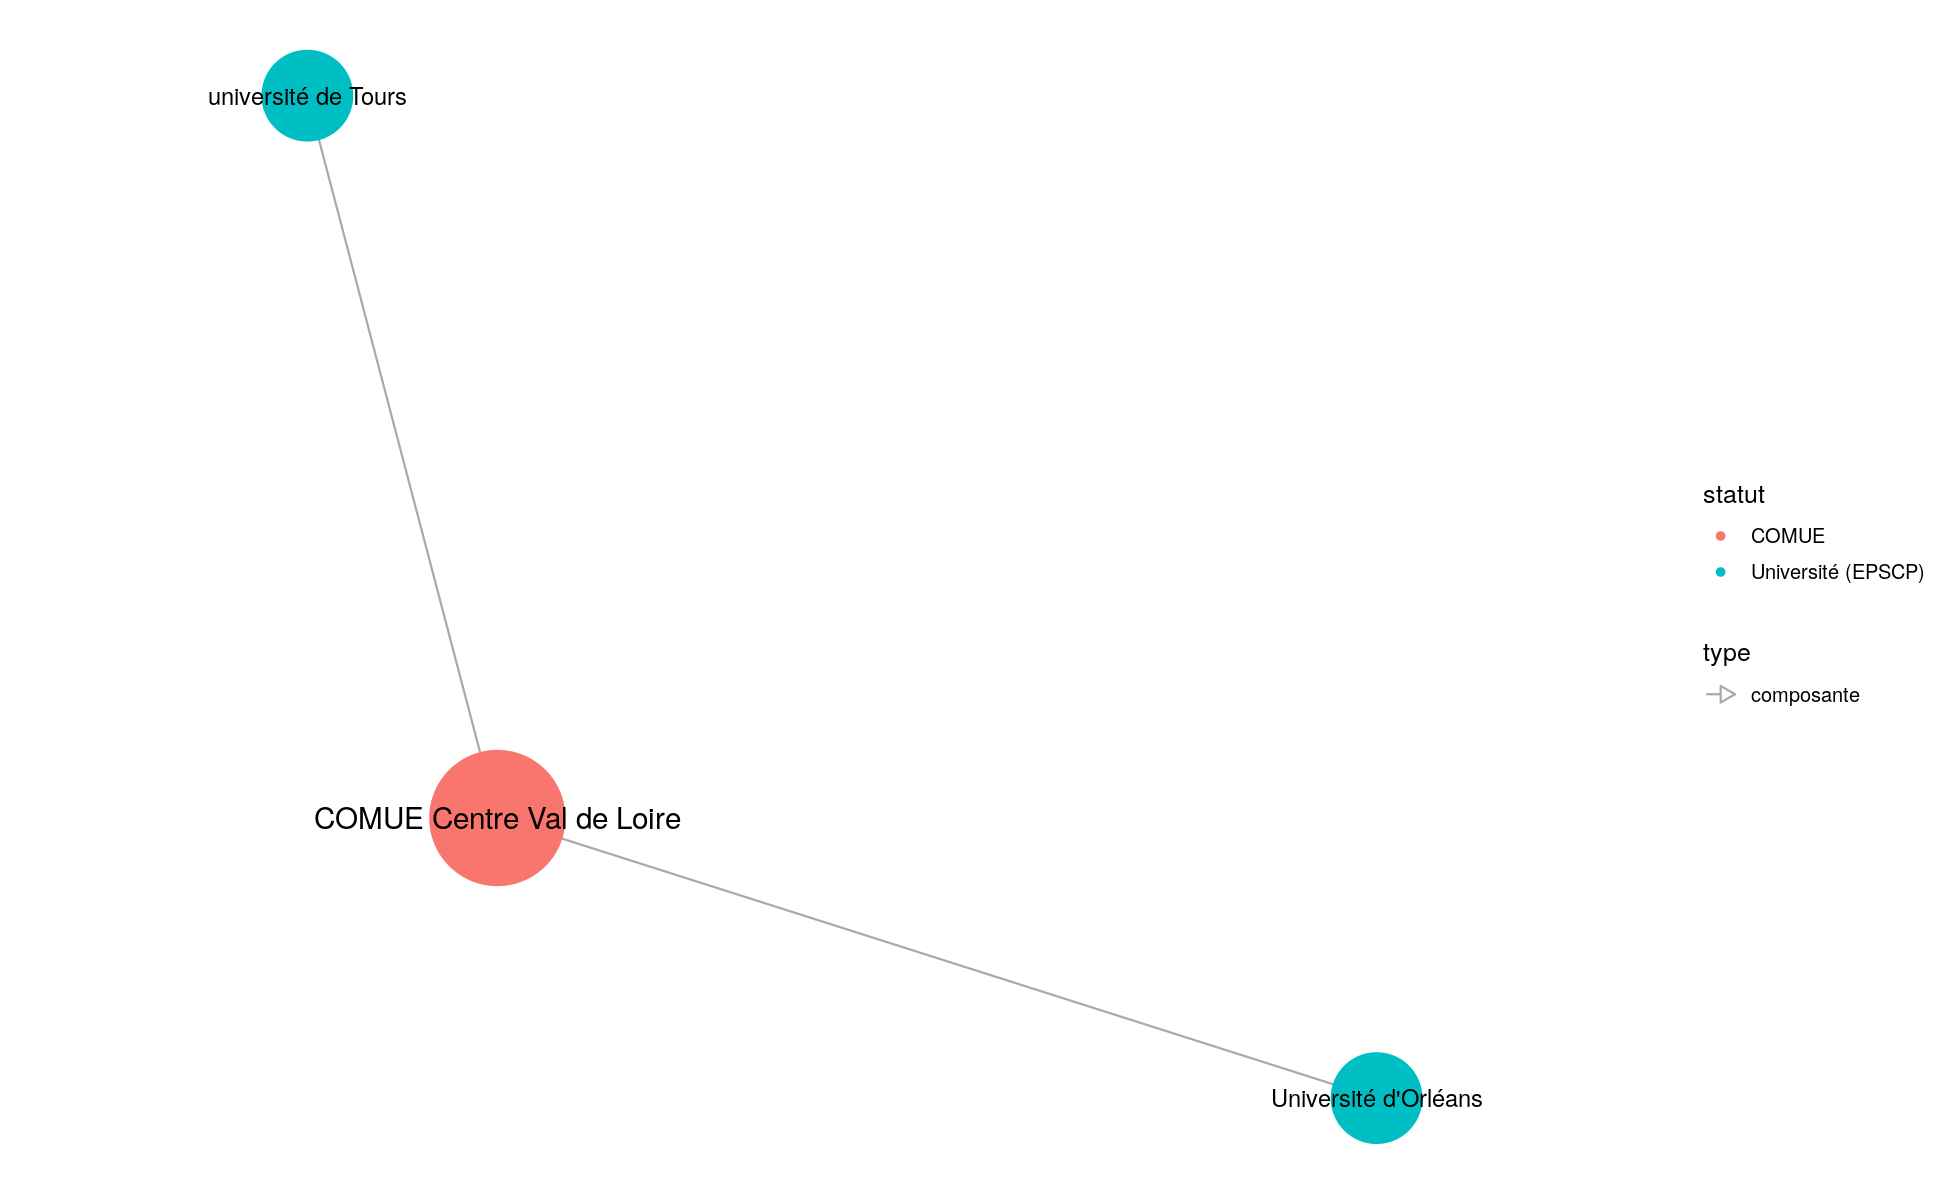 université de Tours
statut
COMUE
Université (EPSCP)
type
composante
COMUE Centre Val de Loire
Université d'Orléans